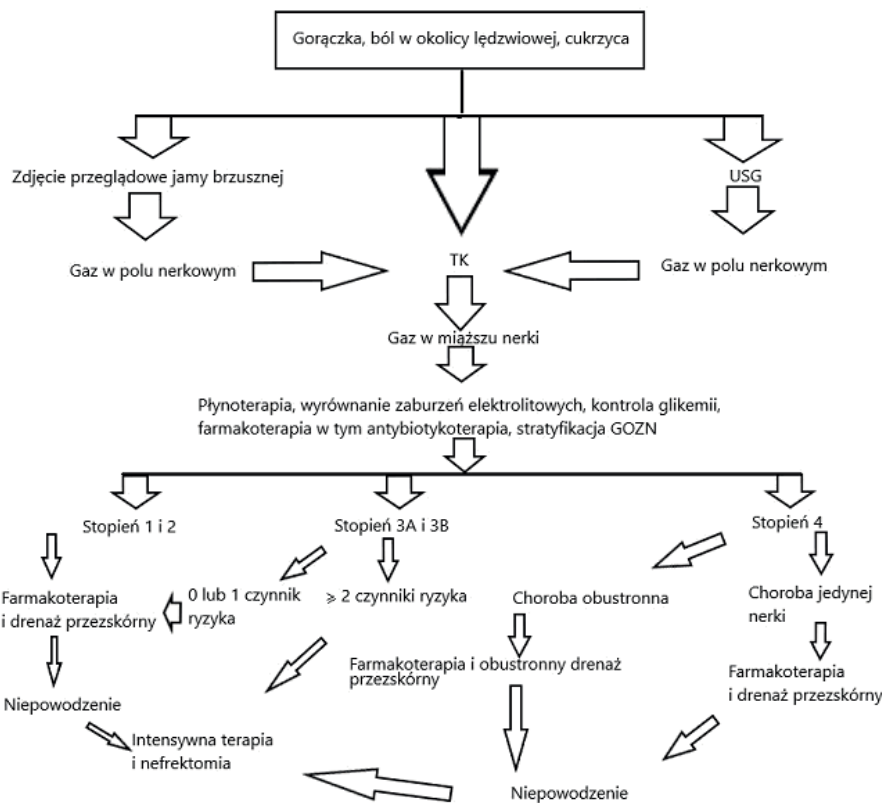 Gorączka, ból w okolicy lędzwiowej, cukrzyca
Zdjęcie przeglądowe jamy brzusznej
USG
Gaz w polu nerkowym
TK
Gaz w polu nerkowym
Gaz w miąższu nerki
Płynoterapia, wyrównanie zaburzeń elektrolitowych, kontrola glikemii,
farmakoterapia w tym antybiotykoterapia, stratyfikacja GOZN
Stopień 1 i 2
Stopień 3A i 3B
Stopień 4
Farmakoterapia
i drenaż przezskórny
0 lub 1 czynnik
ryzyka
⩾ 2 czynniki ryzyka
Choroba obustronna
Choroba jedynej
nerki
Farmakoterapia i obustronny drenaż
przezskórny
Farmakoterapia
i drenaż przezskórny
Niepowodzenie
Intensywna terapia
i nefrektomia
Niepowodzenie